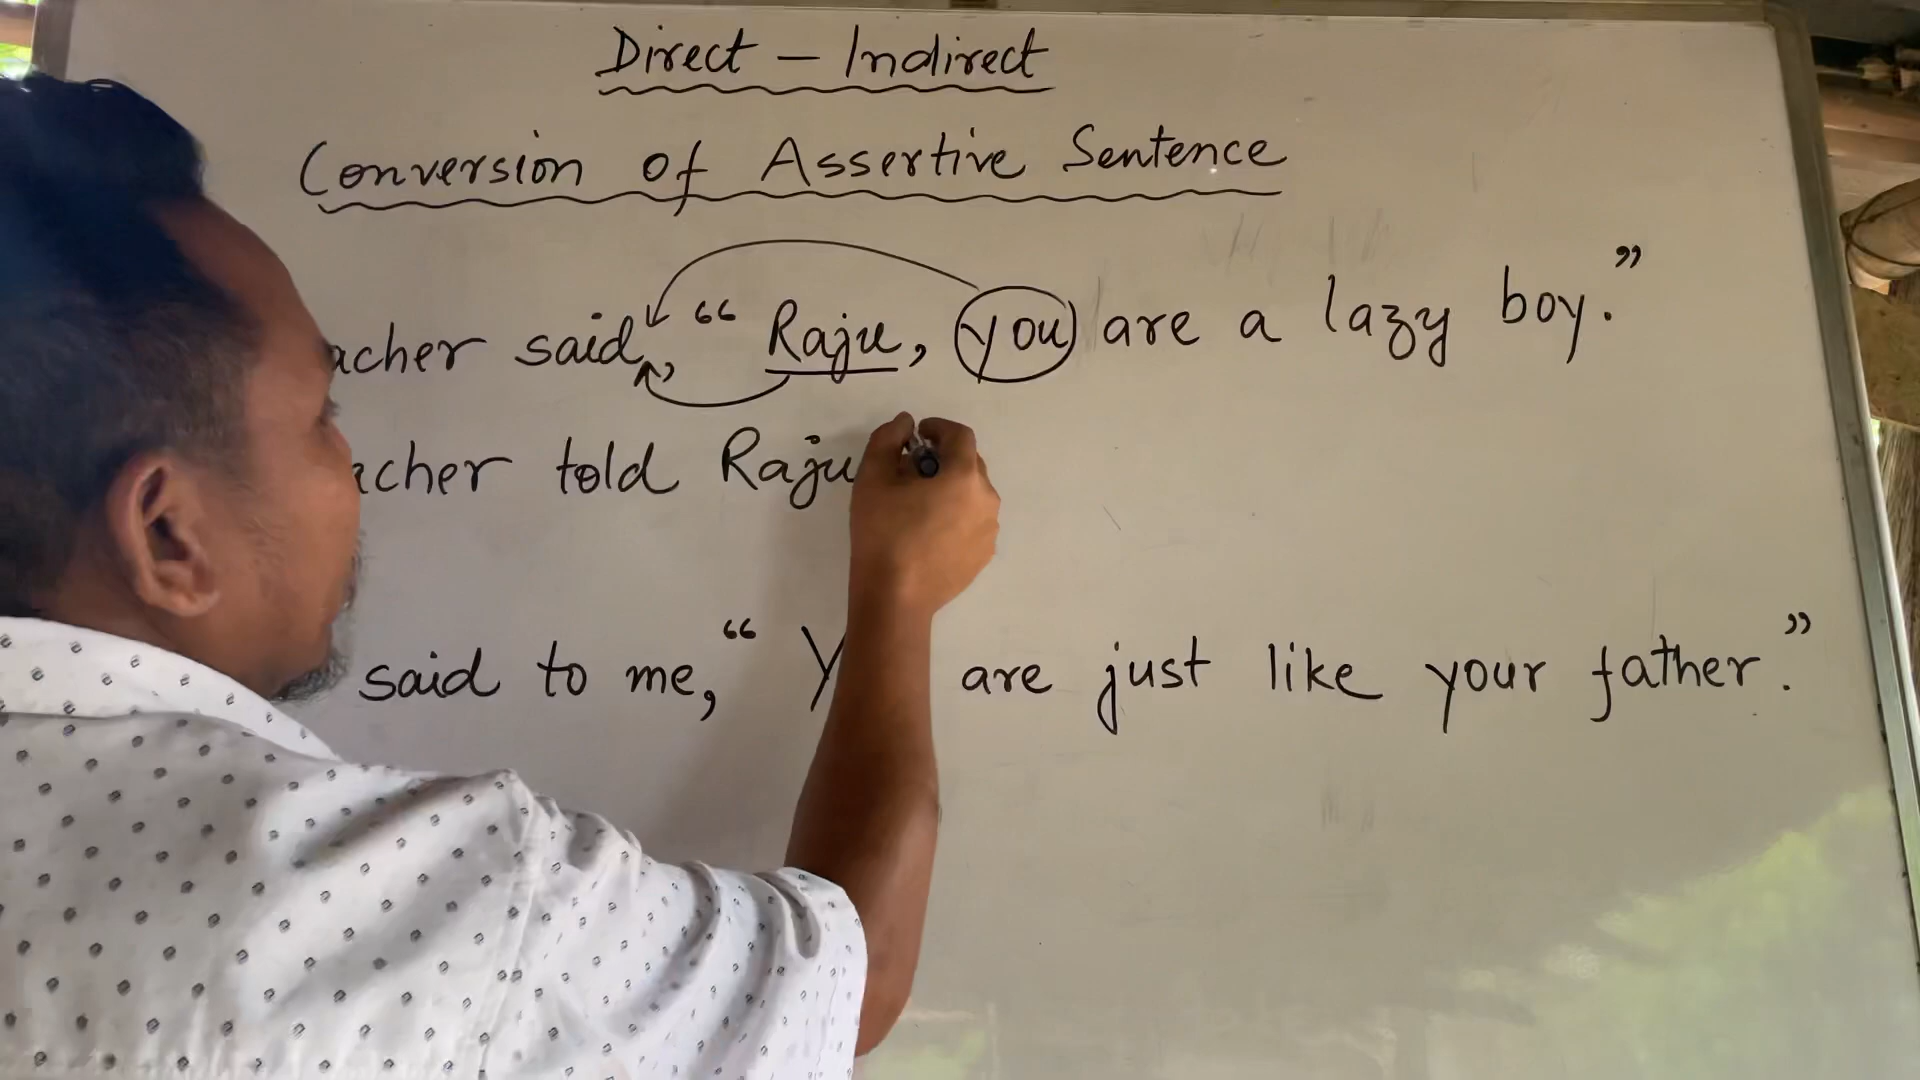 Direct – Indirect
Conversion of Assertive Sentence
acher said, “ Raju, you are a lazy boy.”
cher told Raju
said to me, “ Y are just like your father.”